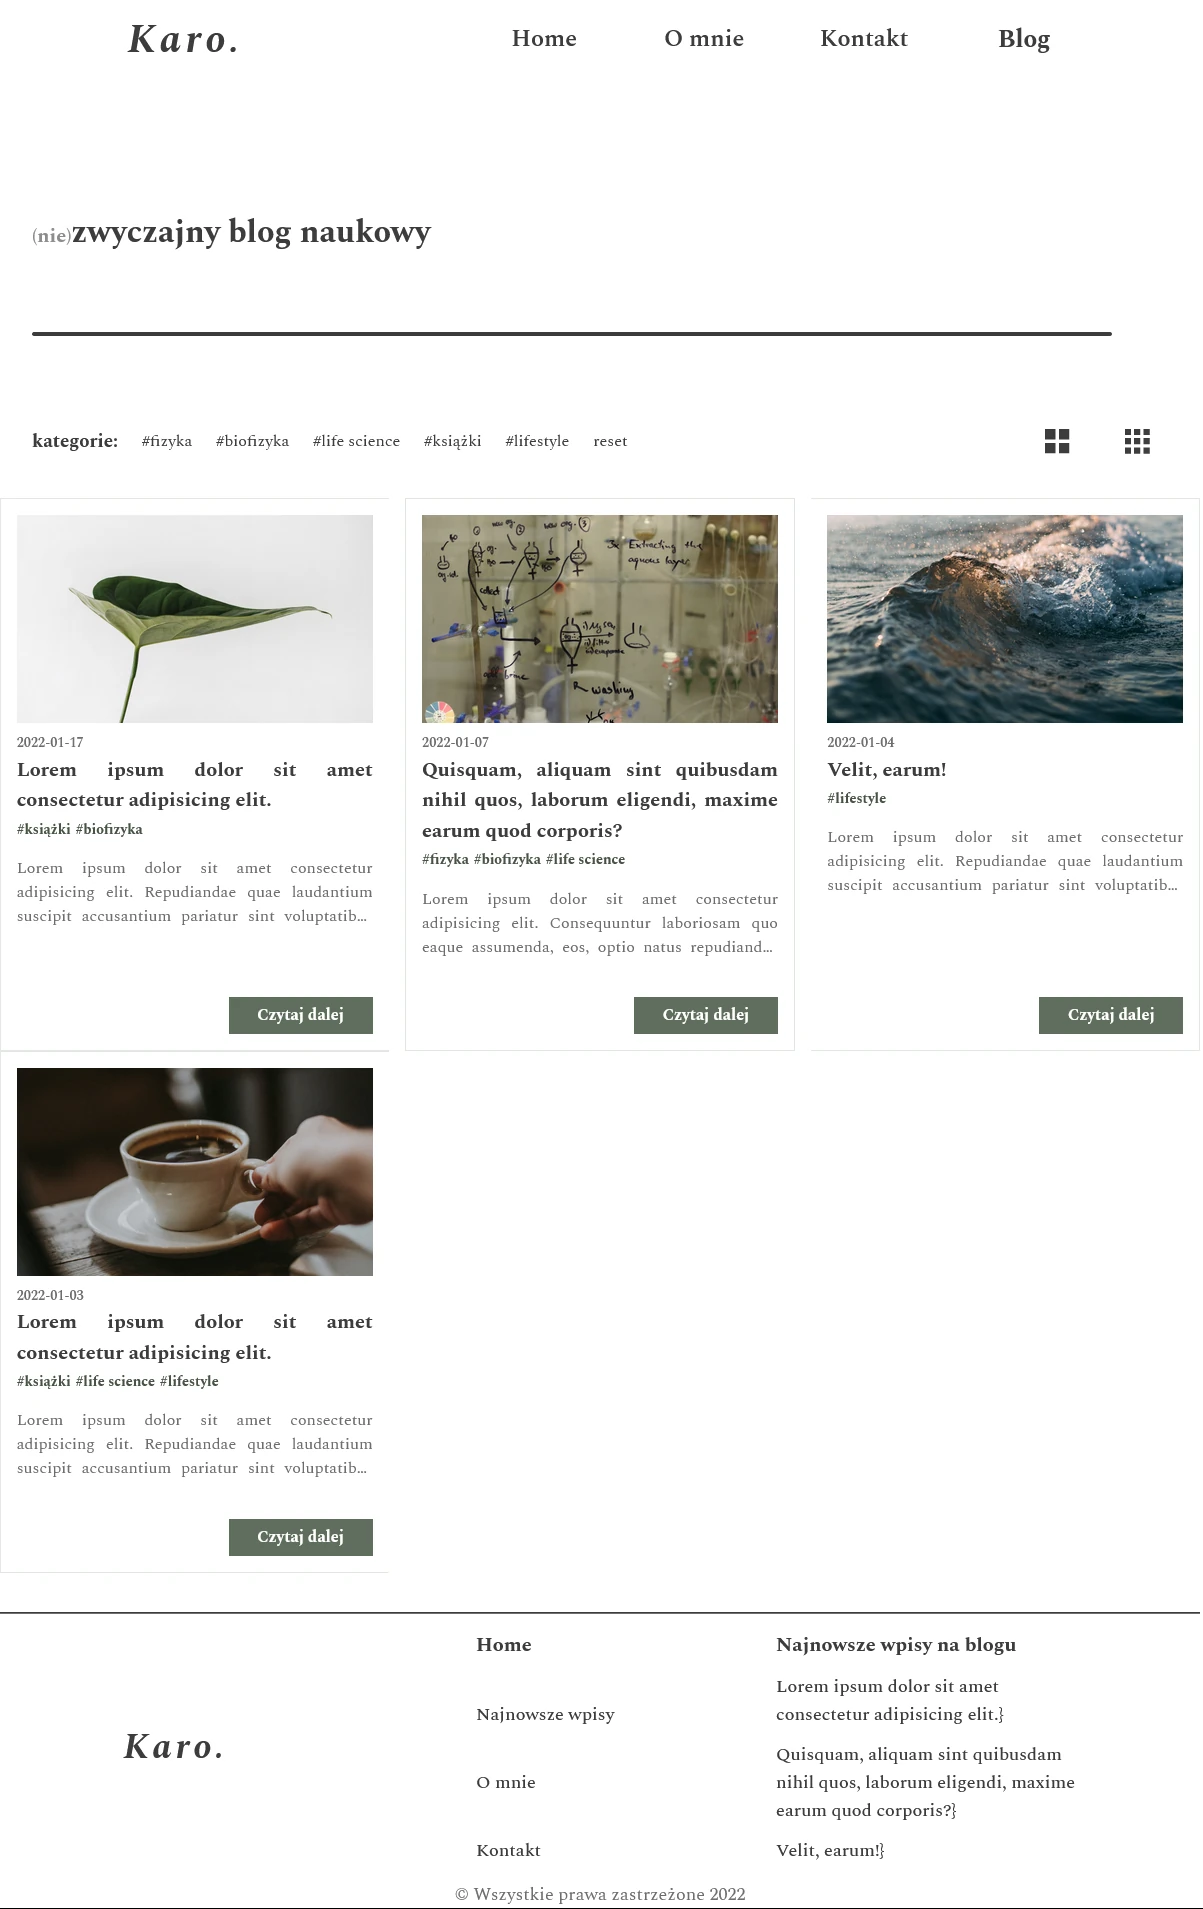 Karo.
Home O mnie Kontakt Blog
(nie)zwyczajny blog naukowy
kategorie: #fizyka #biofizyka #life science #książki #lifestyle reset
2022-01-17
Lorem ipsum dolor sit amet
consectetur adipisicing elit.
#książki #biofizyka
Lorem ipsum dolor sit amet consectetur
adipisicing elit. Repudiandae quae laudantium
suscipit accusantium pariatur sint voluptatib...
Czytaj dalej
3x Extracting the
aqueous layer
collect
washing
2022-01-07
Quisquam, aliquam sint quibusdam
nihil quos, laborum eligendi, maxime
earum quod corporis?
#fizyka #biofizyka #life science
Lorem ipsum dolor sit amet consectetur
adipisicing elit. Consequuntur laboriosam quo
eaque assumenda, eos, optio natus repudiand...
Czytaj dalej
2022-01-04
Velit, earum!
#lifestyle
Lorem ipsum dolor sit amet consectetur
adipisicing elit. Repudiandae quae laudantium
suscipit accusantium pariatur sint voluptatib...
Czytaj dalej
2022-01-03
Lorem ipsum dolor sit amet
consectetur adipisicing elit.
#książki #life science #lifestyle
Lorem ipsum dolor sit amet consectetur
adipisicing elit. Repudiandae quae laudantium
suscipit accusantium pariatur sint voluptatib...
Czytaj dalej
Karo.
Home
Najnowsze wpisy
O mnie
Kontakt
Najnowsze wpisy na blogu
Lorem ipsum dolor sit amet
consectetur adipisicing elit.}
Quisquam, aliquam sint quibusdam
nihil quos, laborum eligendi, maxime
earum quod corporis?}
Velit, earum!}
© Wszystkie prawa zastrzeżone 2022